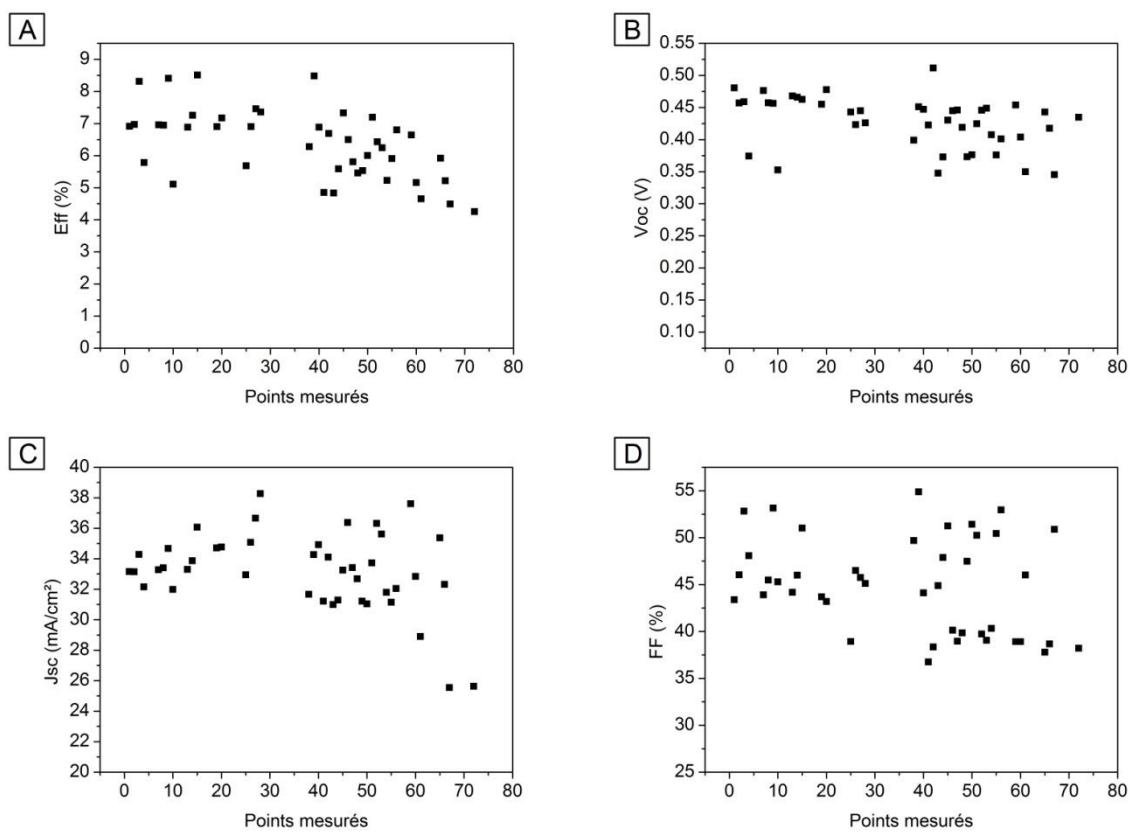 A
Eff (%)
9
8
7
6
5
4
3
2
1
0
0 10 20 30 40 50 60 70 80
Points mesurés
B
Voc (V)
0.55
0.50
0.45
0.40
0.35
0.30
0.25
0.20
0.15
0.10
0 10 20 30 40 50 60 70 80
Points mesurés
C
Jsc (mA/cm²)
40
38
36
34
32
30
28
26
24
22
20
0 10 20 30 40 50 60 70 80
Points mesurés
D
FF (%)
55
50
45
40
35
30
25
0 10 20 30 40 50 60 70 80
Points mesurés